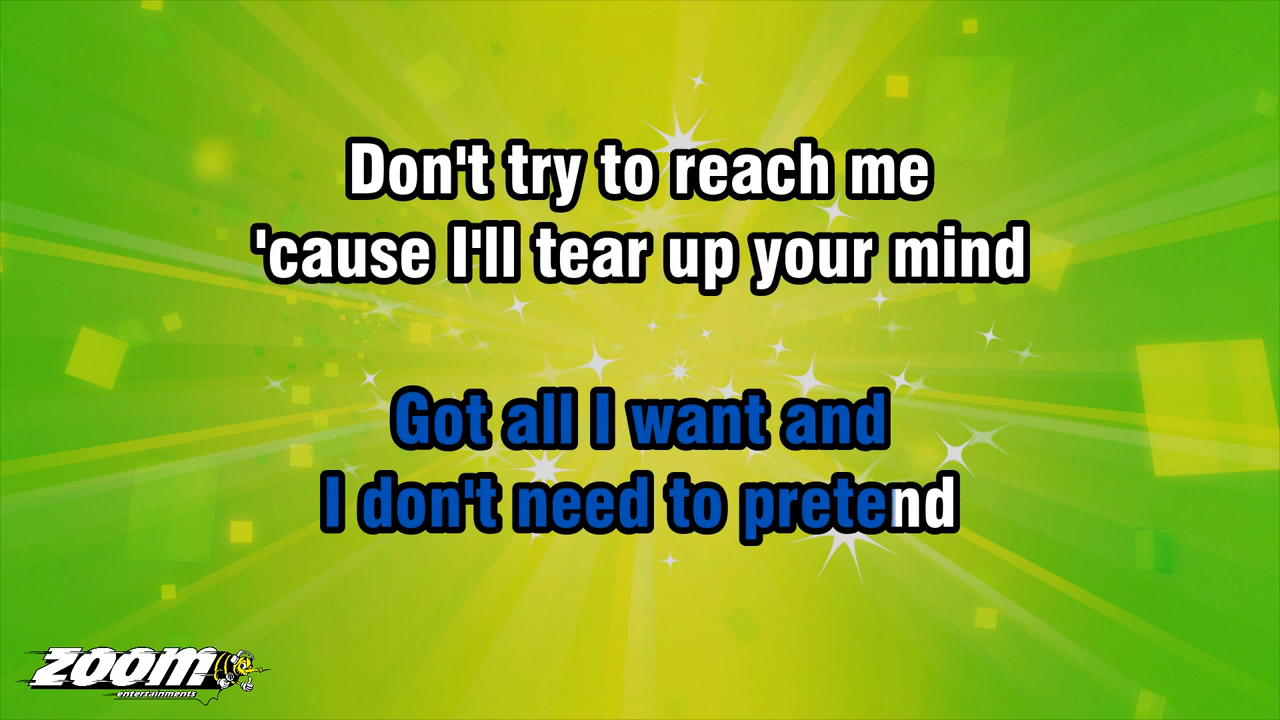 Don't try to reach me
'cause I'll tear up your mind
Got all I want and
I don't need to pretend
ZOOM
entertainments